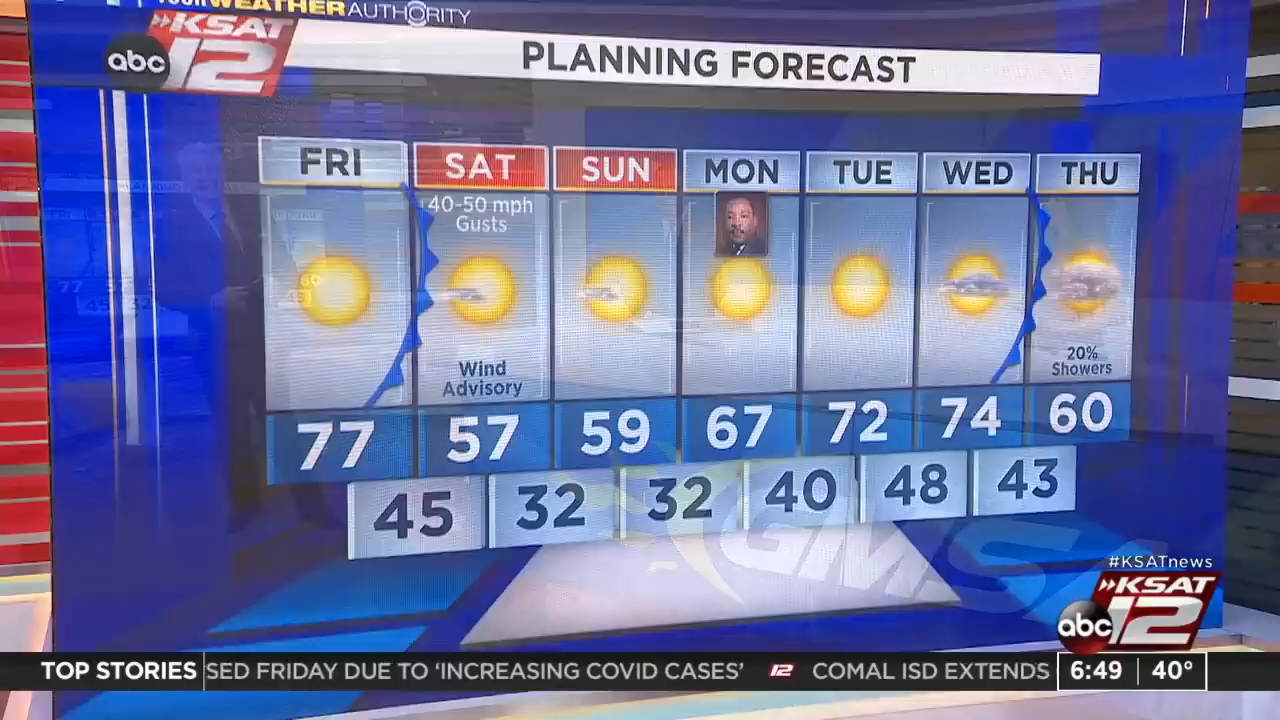 YOUR WEATHER AUTHORITY
KSAT
abc 12
PLANNING FORECAST
FRI SAT SUN MON TUE WED THU
40-50 mph
Gusts
Wind
Advisory
20%
Showers
77 57 59 67 72 74 60
45 32 32 40 48 43
GMSA
#KSATnews
KSAT
abc 12
TOP STORIES SED FRIDAY DUE TO 'INCREASING COVID CASES' 12 COMAL ISD EXTENDS 6:49 40°